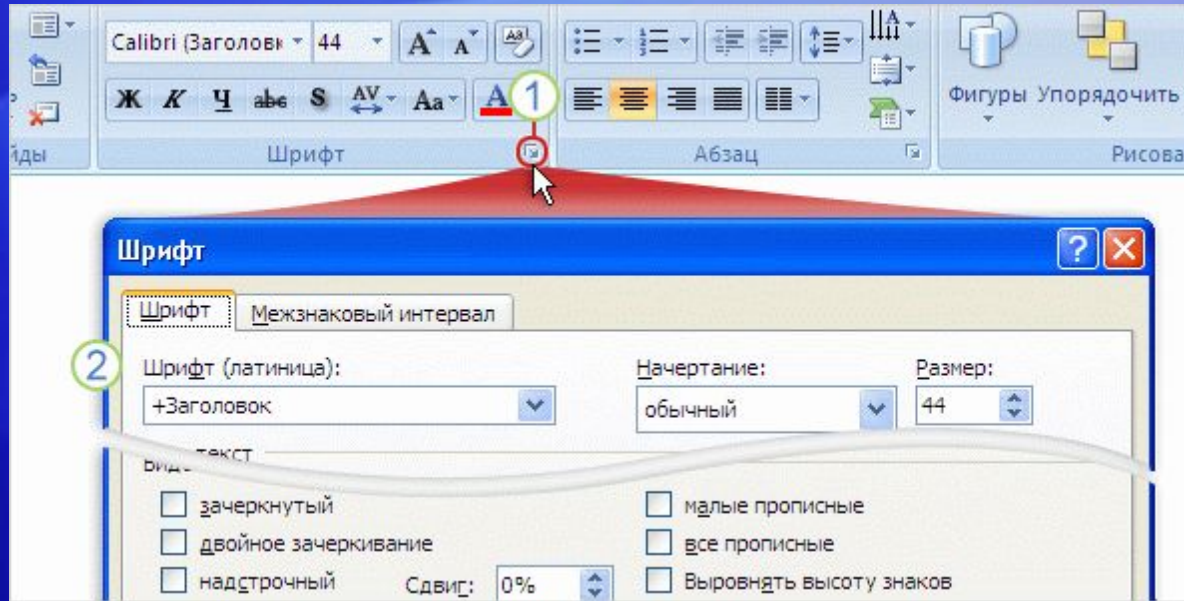 Calibri (Заголовк 44 А А Aa
Ж К Ч abc S AV Aa А 1
Фигуры Упорядочить
йды Шрифт Абзац Рисова
Шрифт
Шрифт Межзнаковый интервал
2
Шрифт (латиница): Начертание: Размер:
+Заголовок обычный 44
Видо текст
зачеркнутый малые прописные
двойное зачеркивание все прописные
надстрочный Сдвиг: 0% Выровнять высоту знаков